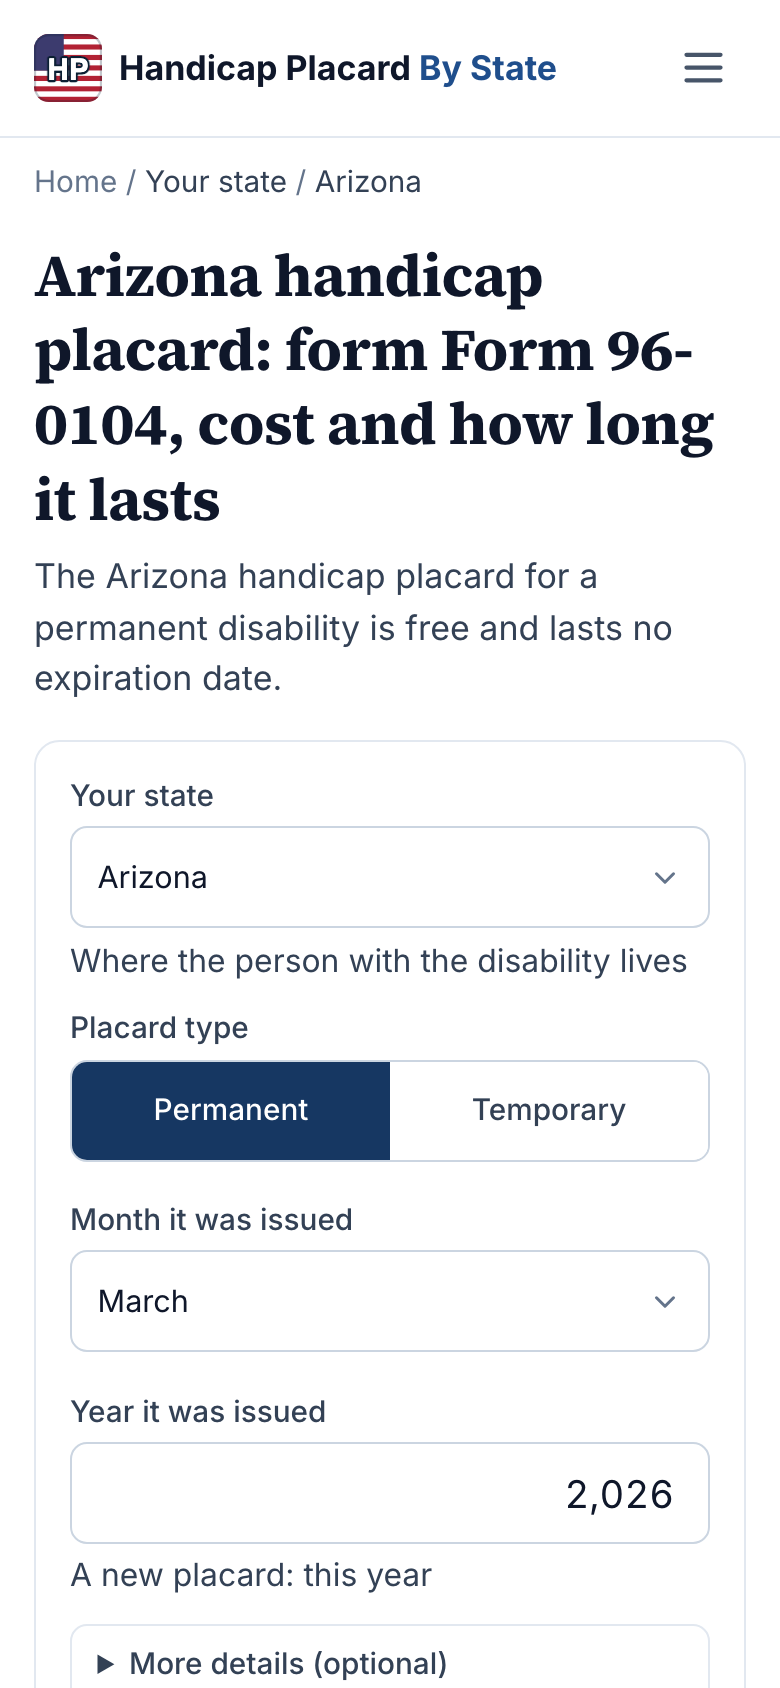 HP Handicap Placard By State
Home / Your state / Arizona
Arizona handicap
placard: form Form 96-
0104, cost and how long
it lasts
The Arizona handicap placard for a
permanent disability is free and lasts no
expiration date.
Your state
Arizona
Where the person with the disability lives
Placard type
Permanent Temporary
Month it was issued
March
Year it was issued
2,026
A new placard: this year
More details (optional)